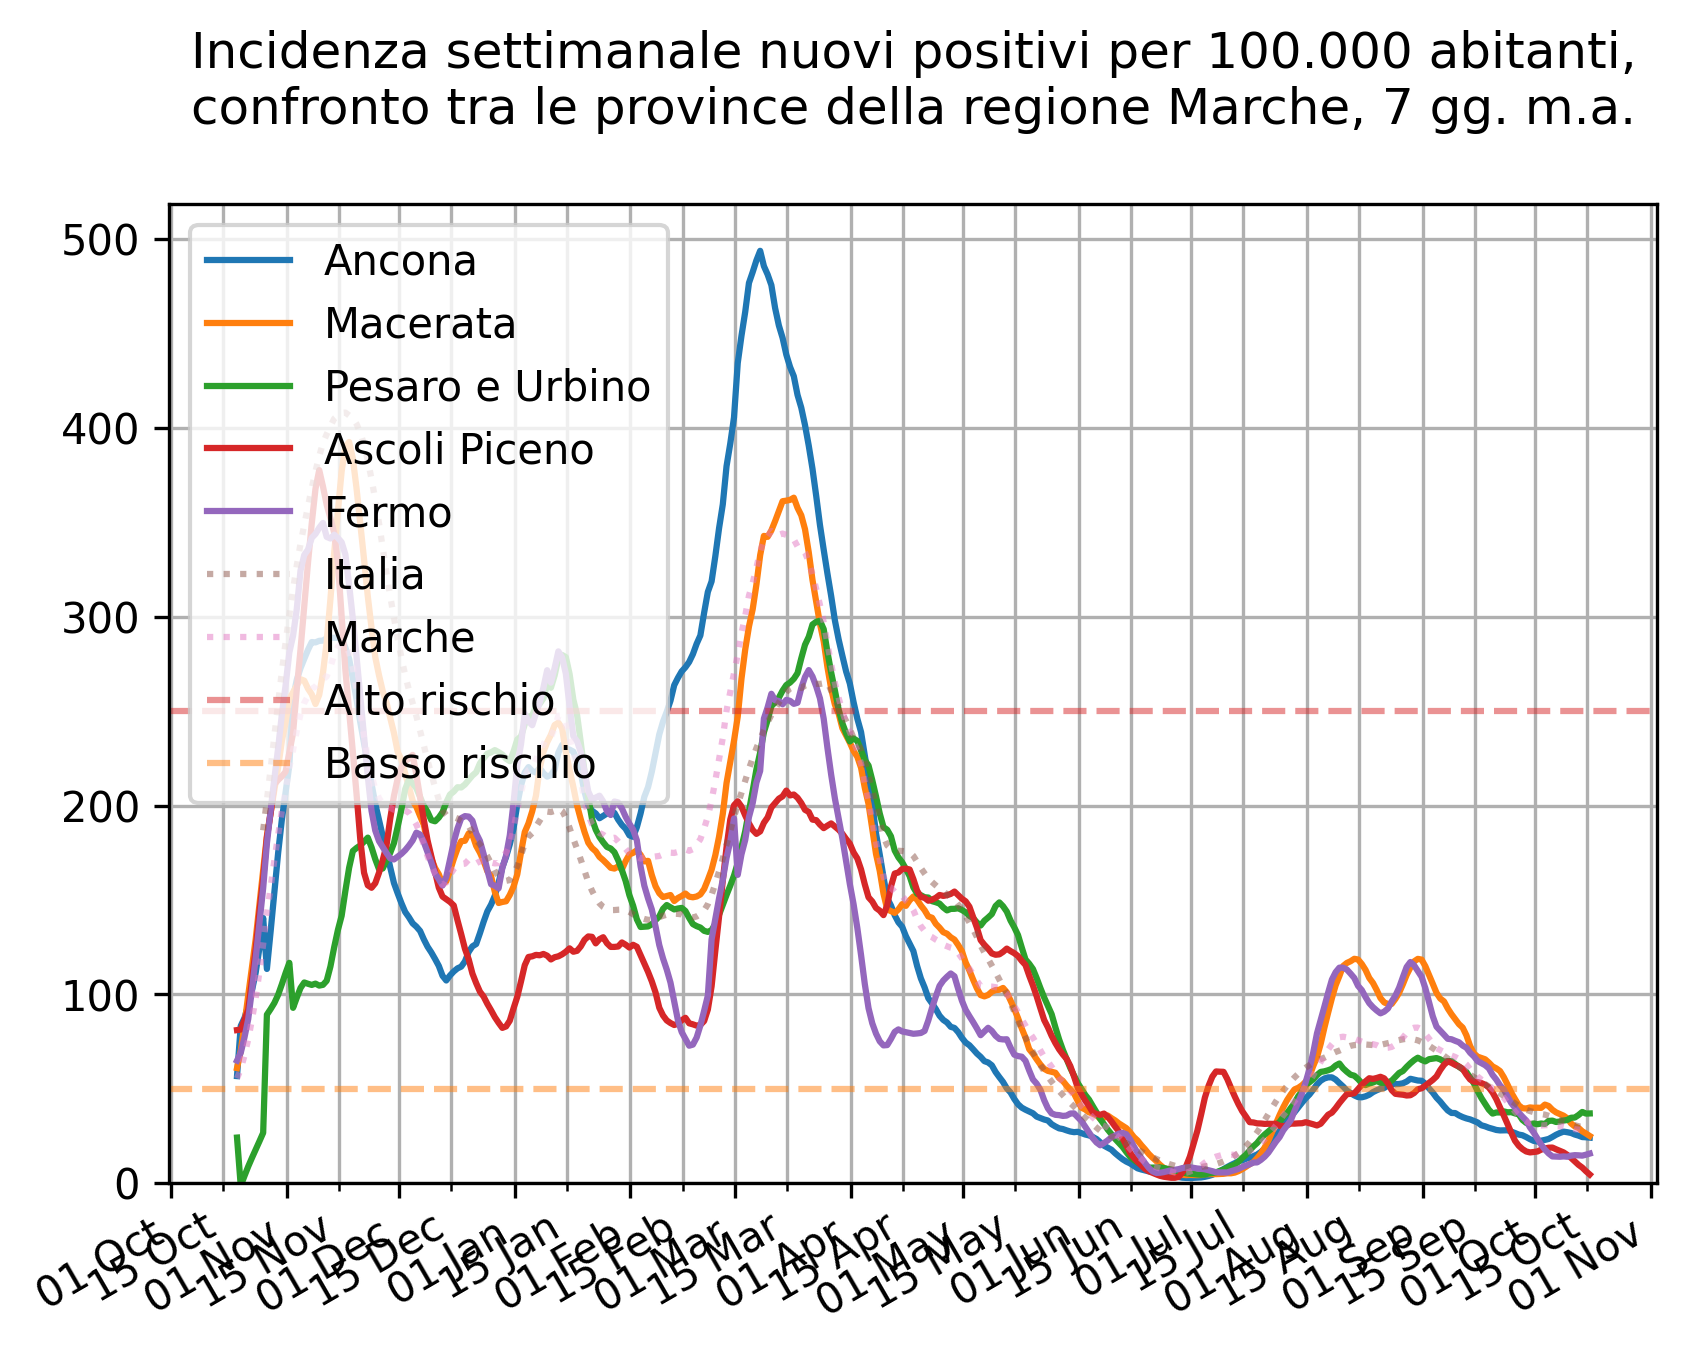 Incidenza settimanale nuovi positivi per 100.000 abitanti,
confronto tra le province della regione Marche, 7 gg. m.a.
500
400
300
200
100
0
Ancona
Macerata
Pesaro e Urbino
Ascoli Piceno
Fermo
Italia
Marche
Alto rischio
Basso rischio
01 Oct
15 Oct
01 Nov
15 Nov
01 Dec
15 Dec
01 Jan
15 Jan
01 Feb
15 Feb
01 Mar
15 Mar
01 Apr
15 Apr
01 May
15 May
01 Jun
15 Jun
01 Jul
15 Jul
01 Aug
15 Aug
01 Sep
15 Sep
01 Oct
15 Oct
01 Nov